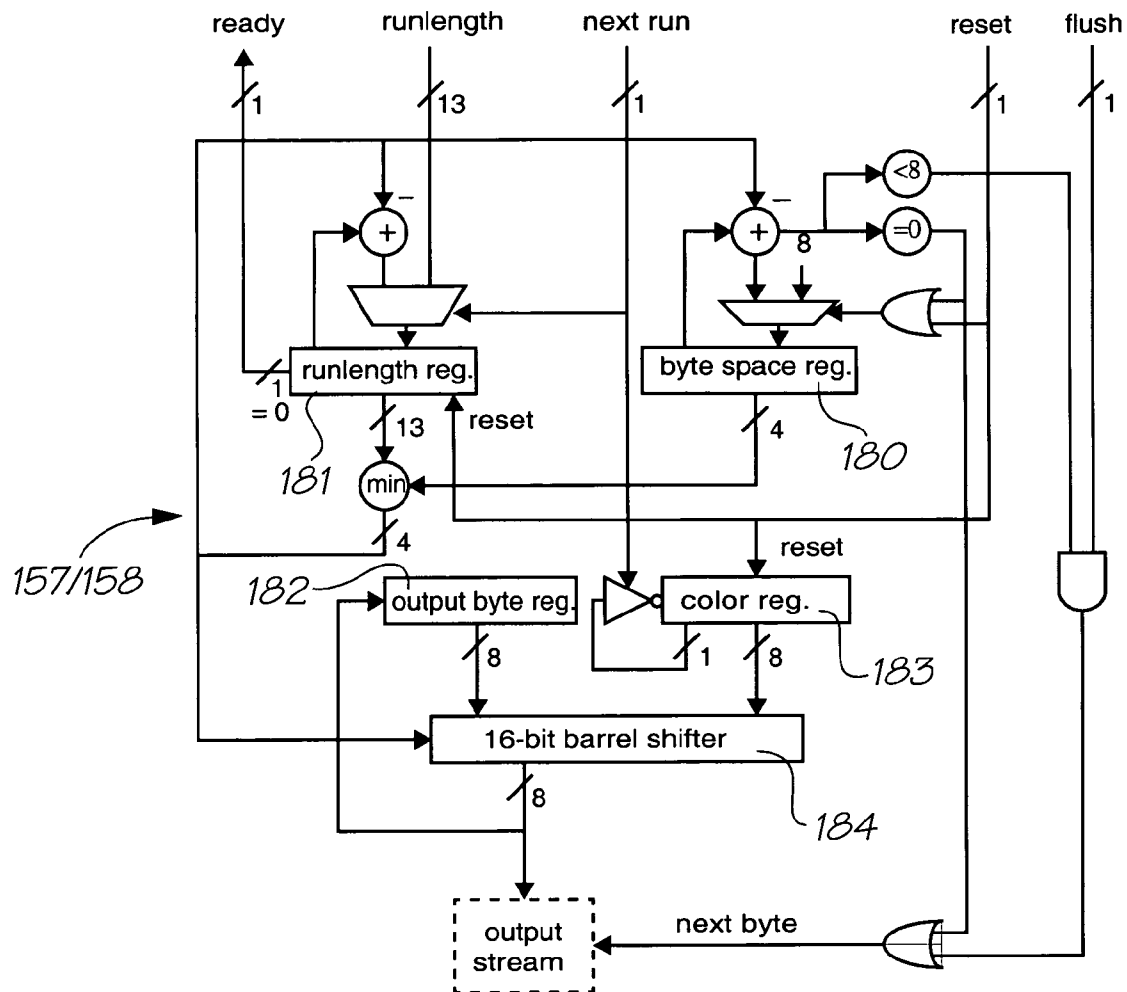 ready
runlength
next run
reset
flush
1
13
1
1
1
−
+
−
+
8
<8
=0
runlength reg.
byte space reg.
1
= 0
13
reset
4
181
180
min
4
157/158
182
reset
output byte reg.
color reg.
8
1
8
183
16-bit barrel shifter
8
184
next byte
output
stream